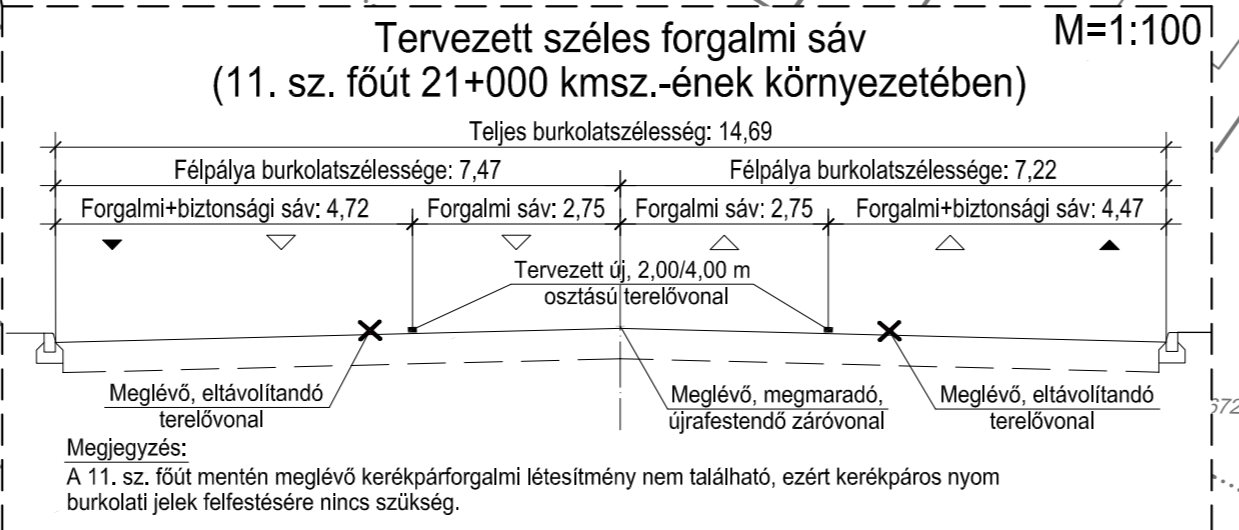 Tervezett széles forgalmi sáv
M=1:100
(11. sz. főút 21+000 kmsz.-ének környezetében)
Teljes burkolatszélesség: 14,69
Félpálya burkolatszélessége: 7,47
Félpálya burkolatszélessége: 7,22
Forgalmi+biztonsági sáv: 4,72
Forgalmi sáv: 2,75
Forgalmi sáv: 2,75
Forgalmi+biztonsági sáv: 4,47
Tervezett új, 2,00/4,00 m
osztású terelővonal
Meglévő, eltávolítandó
terelővonal
Meglévő, megmaradó,
újrafestendő záróvonal
Meglévő, eltávolítandó
terelővonal
672
Megjegyzés:
A 11. sz. főút mentén meglévő kerékpárforgalmi létesítmény nem található, ezért kerékpáros nyom
burkolati jelek felfestésére nincs szükség.